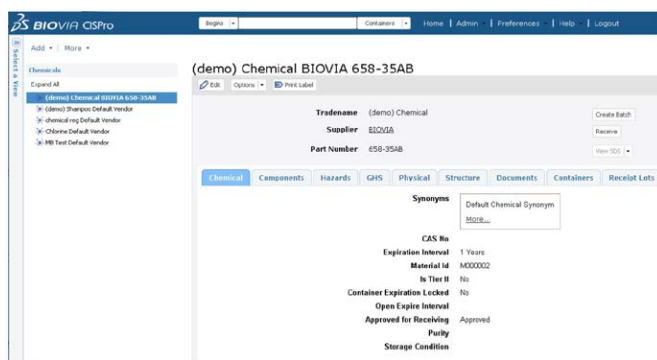 3S BIOVIA CISPro
Begins
Containers
Home | Admin | Preferences | Help | Logout
Select a View
Add
More
Chemicals
Expand All
(demo) Chemical BIOVIA 658-35AB
(demo) Shampoo Default Vendor
chemical reg Default Vendor
Chlorine Default Vendor
MB Test Default Vendor
(demo) Chemical BIOVIA 658-35AB
Edit
Options
Print Label
Tradename (demo) Chemical
Create Batch
Supplier BIOVIA
Receive
Part Number 658-35AB
View SDS
Chemical Components Hazards GHS Physical Structure Documents Containers Receipt Lots
Synonyms
Default Chemical Synonym
More...
CAS No
Expiration Interval 1 Years
Material Id M000002
Is Tier II No
Container Expiration Locked No
Open Expire Interval
Approved for Receiving Approved
Purity
Storage Condition